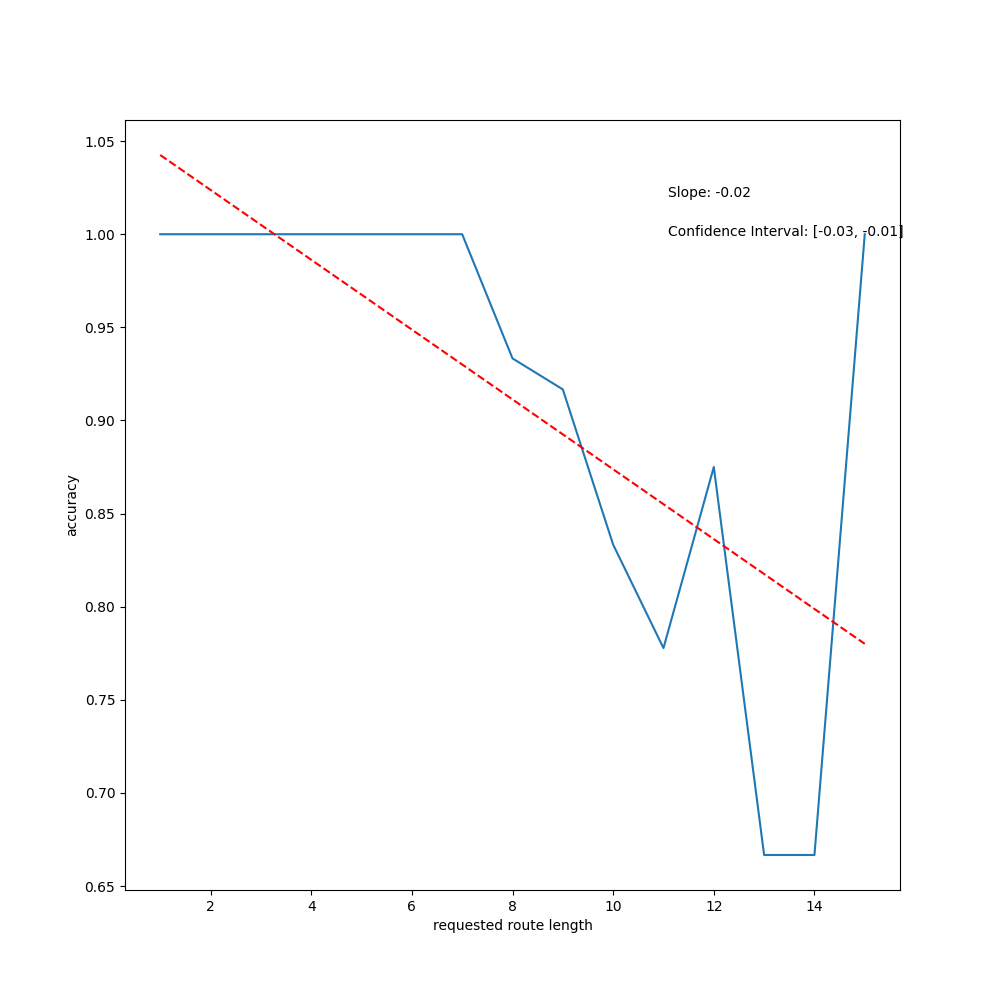 1.05
1.00
0.95
0.90
0.85
0.80
0.75
0.70
0.65
accuracy
Slope: -0.02
Confidence Interval: [-0.03, -0.01]
2 4 6 8 10 12 14
requested route length